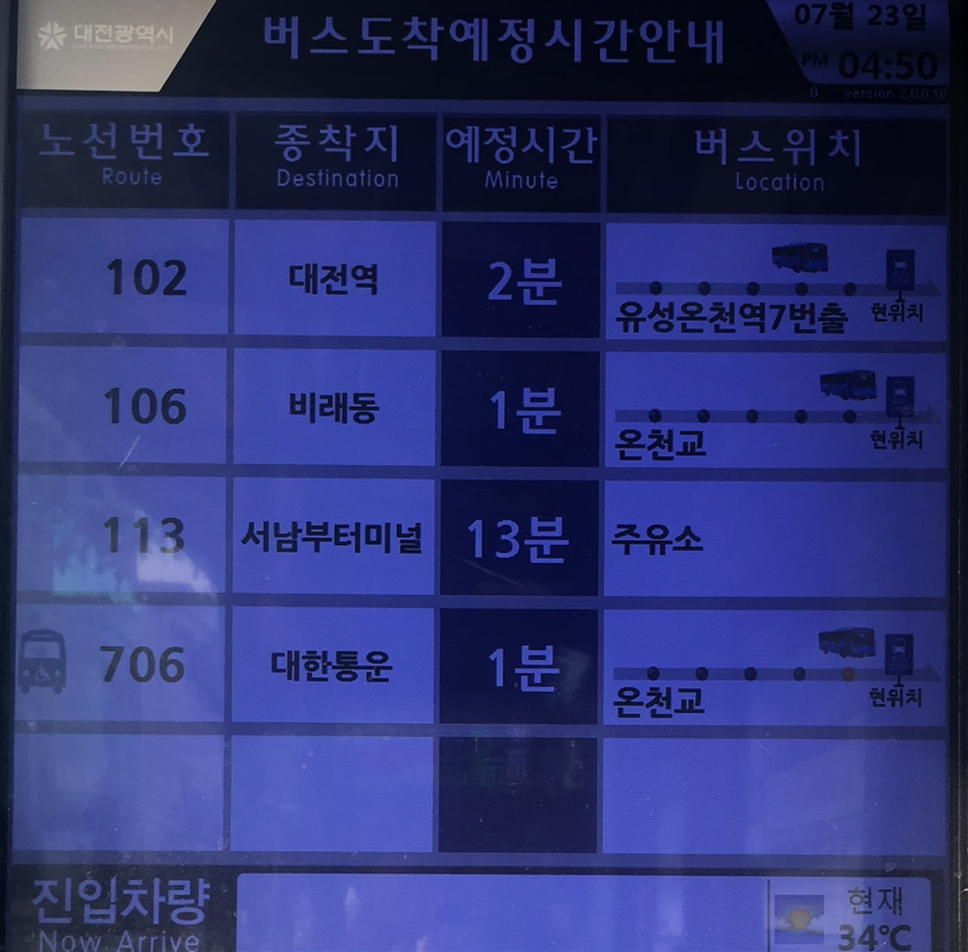 대전광역시
버스도착예정시간안내
07월 23일
PM 04:50
0 version 2.0.0.10
노선번호 종착지 예정시간 버스위치
Route Destination Minute Location
102 대전역 2분 유성온천역7번출 현위치
106 비래동 1분 온천교 현위치
113 서남부터미널 13분 주유소
706 대한통운 1분 온천교 현위치
진입차량
Now Arrive
현재
34℃